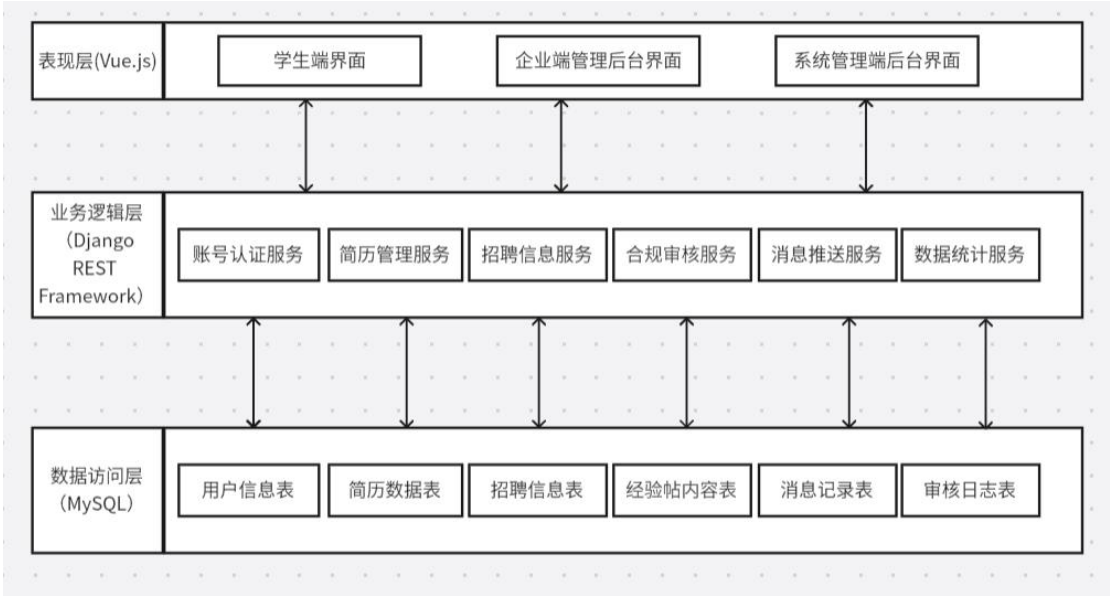 表现层(Vue.js)
学生端界面
企业端管理后台界面
系统管理端后台界面
业务逻辑层
（Django
REST
Framework）
账号认证服务
简历管理服务
招聘信息服务
合规审核服务
消息推送服务
数据统计服务
数据访问层
（MySQL）
用户信息表
简历数据表
招聘信息表
经验帖内容表
消息记录表
审核日志表